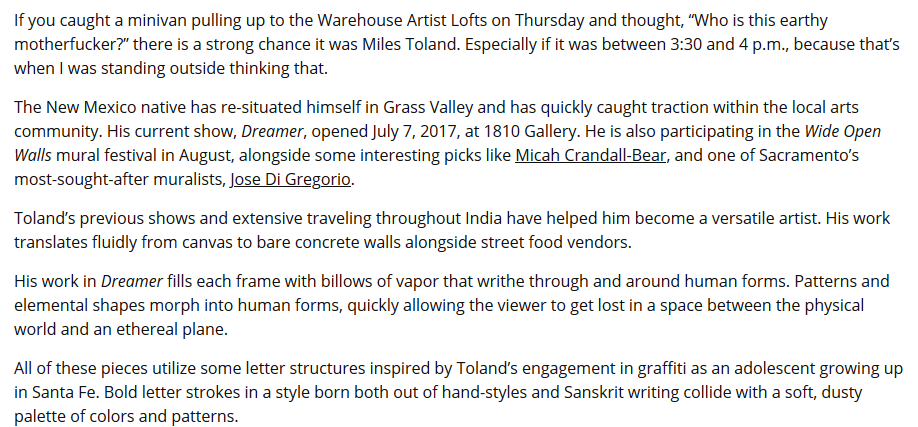 If you caught a minivan pulling up to the Warehouse Artist Lofts on Thursday and thought, “Who is this earthy
motherfucker?” there is a strong chance it was Miles Toland. Especially if it was between 3:30 and 4 p.m., because that’s
when I was standing outside thinking that.
The New Mexico native has re-situated himself in Grass Valley and has quickly caught traction within the local arts
community. His current show, Dreamer, opened July 7, 2017, at 1810 Gallery. He is also participating in the Wide Open
Walls mural festival in August, alongside some interesting picks like Micah Crandall-Bear, and one of Sacramento’s
most-sought-after muralists, Jose Di Gregorio.
Toland’s previous shows and extensive traveling throughout India have helped him become a versatile artist. His work
translates fluidly from canvas to bare concrete walls alongside street food vendors.
His work in Dreamer fills each frame with billows of vapor that writhe through and around human forms. Patterns and
elemental shapes morph into human forms, quickly allowing the viewer to get lost in a space between the physical
world and an ethereal plane.
All of these pieces utilize some letter structures inspired by Toland’s engagement in graffiti as an adolescent growing up
in Santa Fe. Bold letter strokes in a style born both out of hand-styles and Sanskrit writing collide with a soft, dusty
palette of colors and patterns.